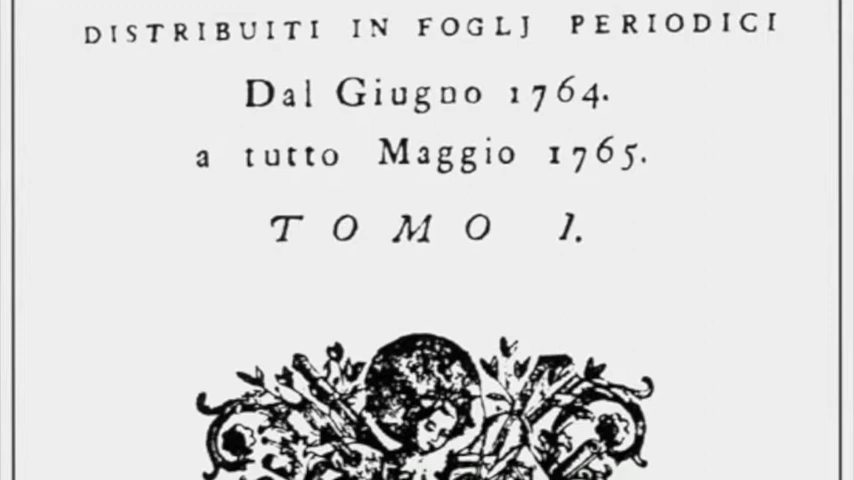 DISTRIBUITI IN FOGLJ PERIODICI
Dal Giugno 1764.
a tutto Maggio 1765.
TOMO I.